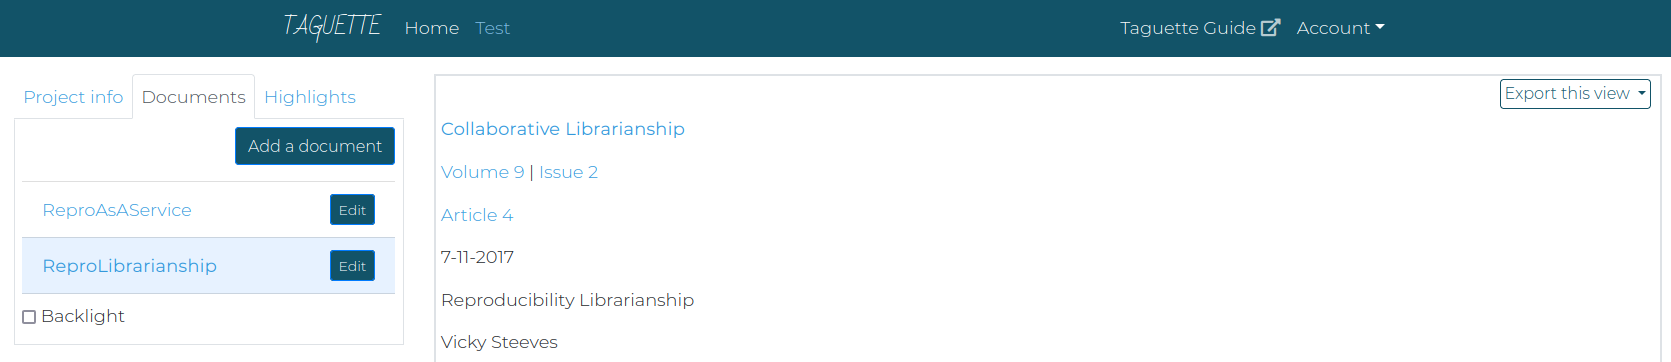 TAGUETTE Home Test Taguette Guide Account
Project info Documents Highlights
Add a document
ReproAsAService Edit
ReproLibrarianship Edit
Backlight
Export this view
Collaborative Librarianship
Volume 9 | Issue 2
Article 4
7-11-2017
Reproducibility Librarianship
Vicky Steeves